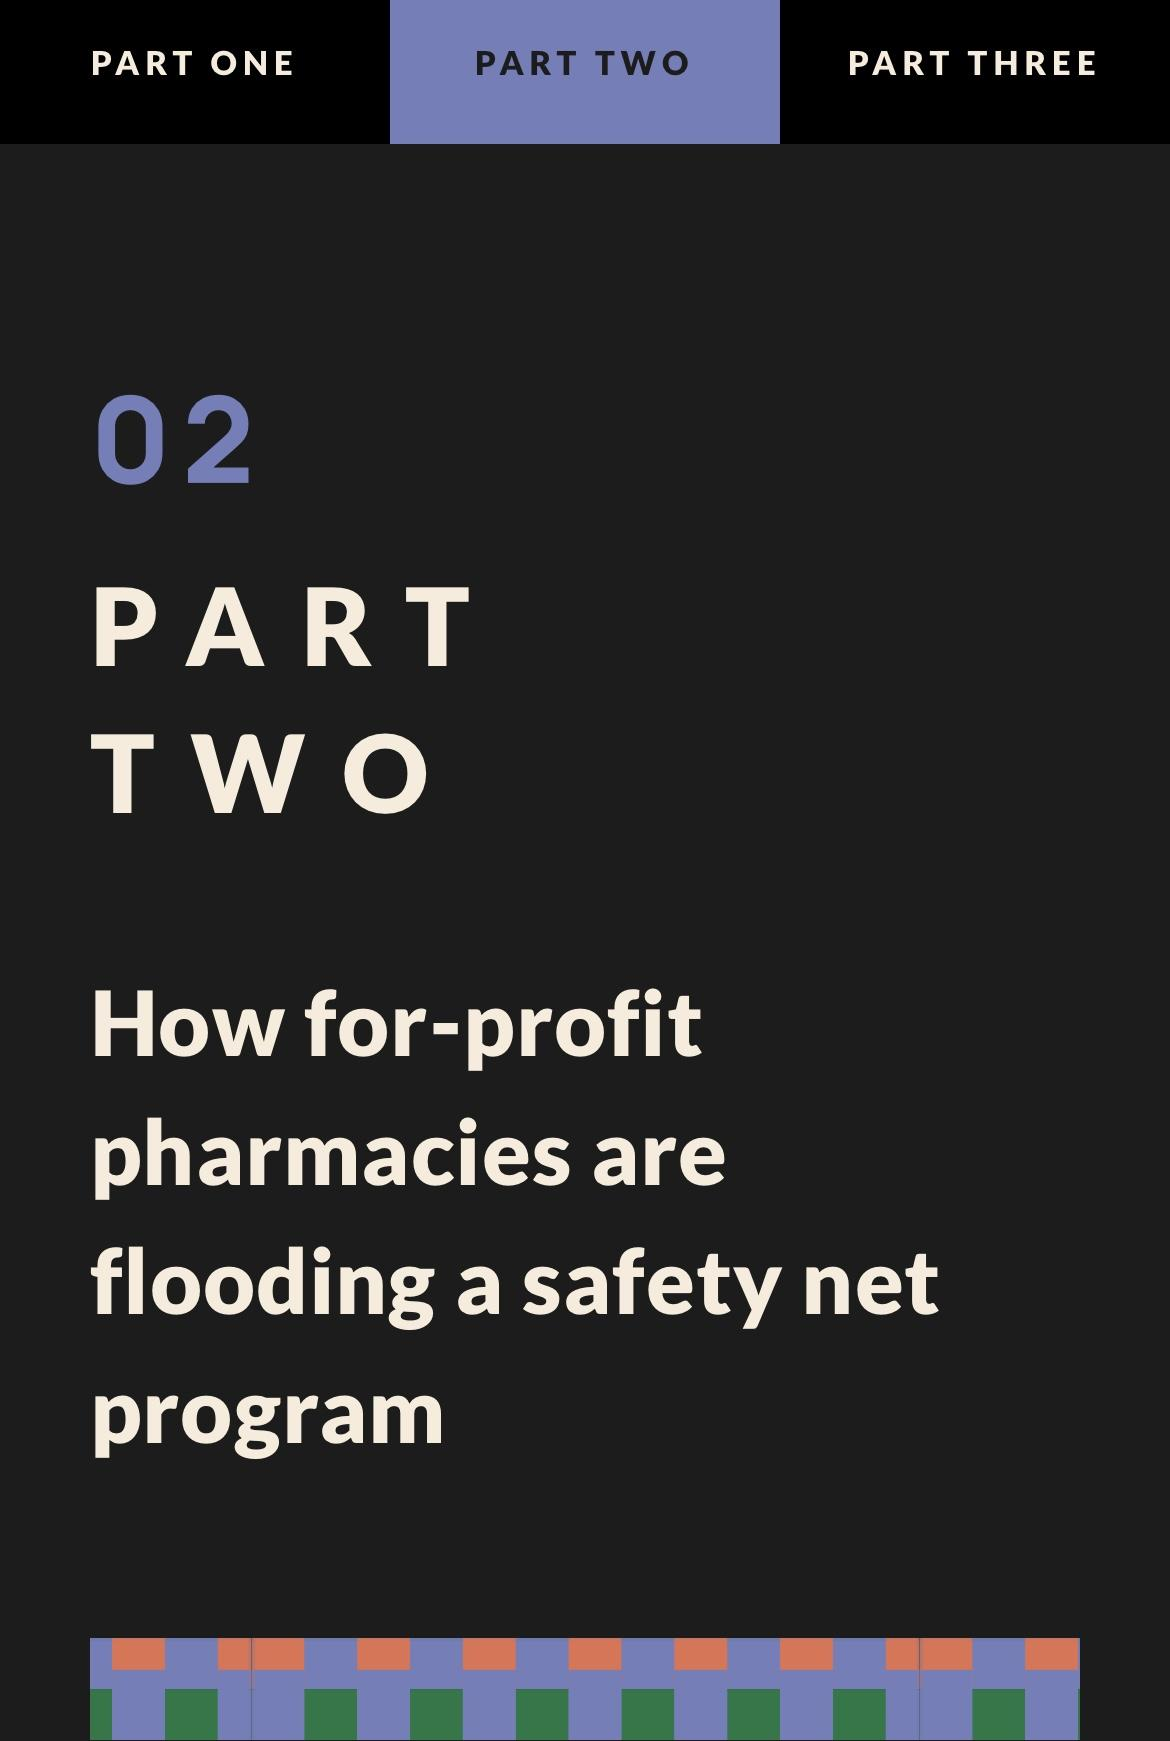 PART ONE
PART TWO
PART THREE
02
PART
TWO
How for-profit
pharmacies are
flooding a safety net
program